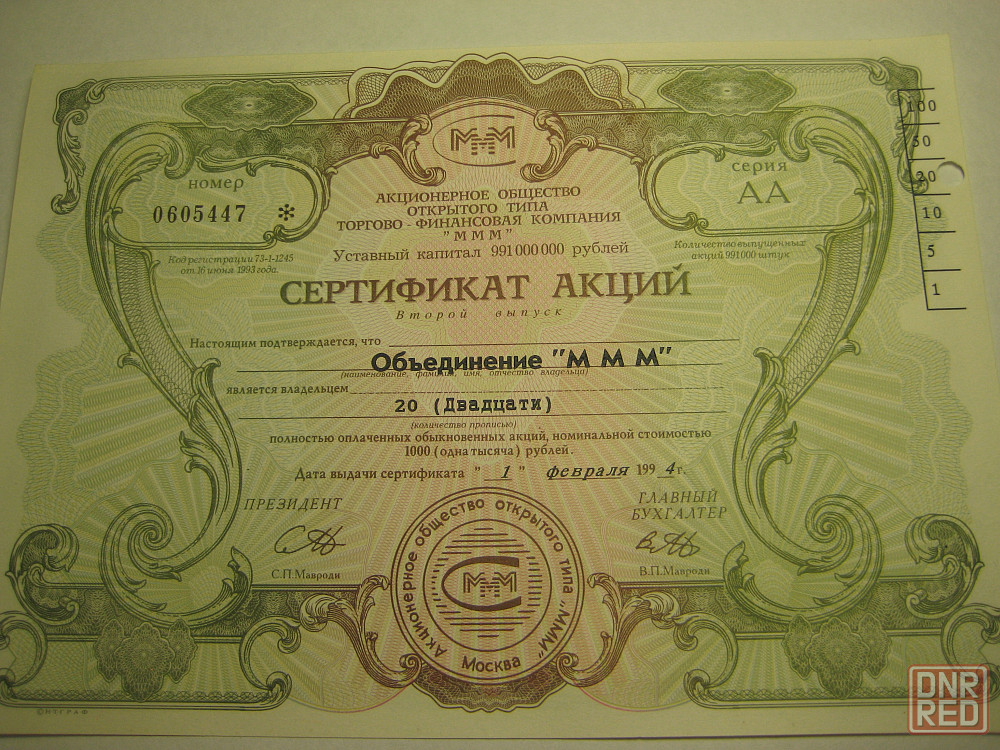 МММ
номер
0605447 *
серия
АА
АКЦИОНЕРНОЕ ОБЩЕСТВО
ОТКРЫТОГО ТИПА
ТОРГОВО - ФИНАНСОВАЯ КОМПАНИЯ
"МММ"
Уставный капитал 991 000 000 рублей
Код регистрации 73-1-1245
от 16 июня 1993 года.
Количество выпущенных
акций 991000 штук
100
50
20
10
5
1
СЕРТИФИКАТ АКЦИЙ
Второй выпуск
Настоящим подтверждается, что
Объединение "М М М"
(наименование, фамилия, имя, отчество владельца)
является владельцем
20 (Двадцати)
(количество прописью)
полностью оплаченных обыкновенных акций, номинальной стоимостью
1000 (одна тысяча) рублей.
Дата выдачи сертификата " 1 " февраля 1994 г.
ПРЕЗИДЕНТ
С.П.Мавроди
ГЛАВНЫЙ
БУХГАЛТЕР
В.П.Мавроди
Акционерное общество открытого типа „МММ"
МММ
Москва
DNR
RED